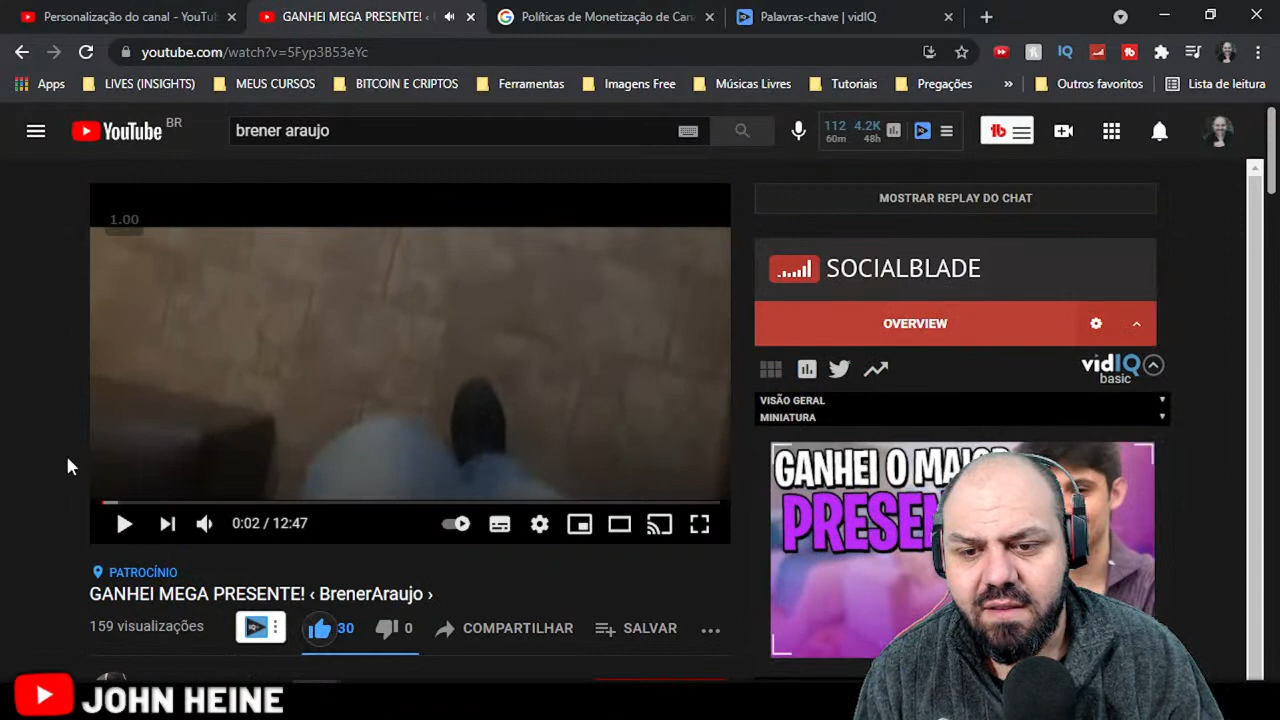 Personalização do canal - YouTu
GANHEI MEGA PRESENTE! ‹
Políticas de Monetização de Can
Palavras-chave | vidIQ
youtube.com/watch?v=5Fyp3B53eYc
Apps
LIVES (INSIGHTS)
MEUS CURSOS
BITCOIN E CRIPTOS
Ferramentas
Imagens Free
Músicas Livres
Tutoriais
Pregações
»
Outros favoritos
Lista de leitura
YouTube BR
brener araujo
112 4.2K
60m 48h
MOSTRAR REPLAY DO CHAT
1.00
SOCIALBLADE
OVERVIEW
vidIQ
basic
VISÃO GERAL
MINIATURA
GANHEI O MAIOR
PRESEN
0:02 / 12:47
PATROCÍNIO
GANHEI MEGA PRESENTE! ‹ BrenerAraujo ›
159 visualizações
30
0
COMPARTILHAR
SALVAR
JOHN HEINE